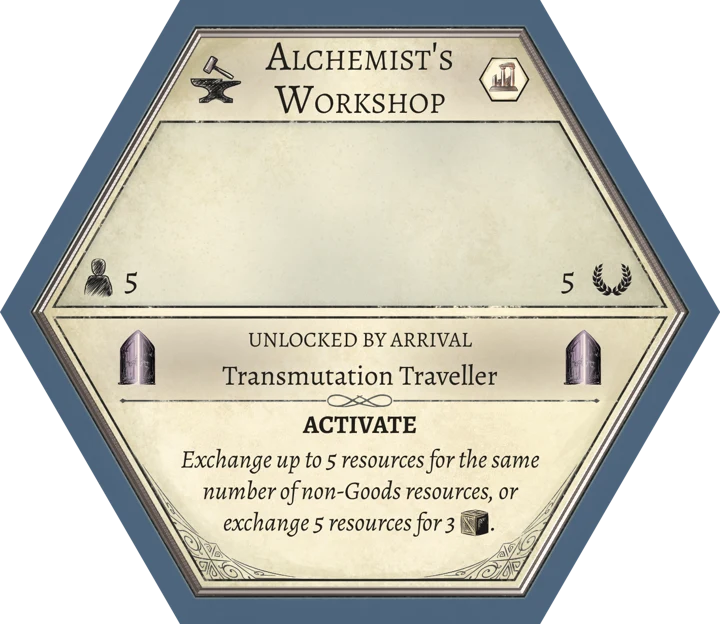 Alchemist's
Workshop
5
5
UNLOCKED BY ARRIVAL
Transmutation Traveller
ACTIVATE
Exchange up to 5 resources for the same
number of non-Goods resources, or
exchange 5 resources for 3 .